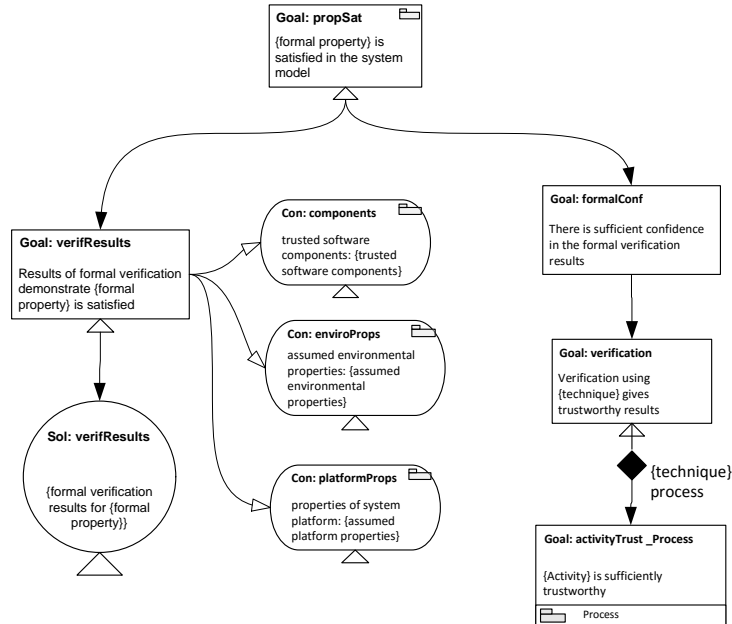 Goal: propSat
{formal property} is
satisfied in the system
model
Goal: verifResults
Results of formal verification
demonstrate {formal
property} is satisfied
Sol: verifResults
{formal verification
results for {formal
property}}
Con: components
trusted software
components: {trusted
software components}
Con: enviroProps
assumed environmental
properties: {assumed
environmental
properties}
Con: platformProps
properties of system
platform: {assumed
platform properties}
Goal: formalConf
There is sufficient confidence
in the formal verification
results
Goal: verification
Verification using
{technique} gives
trustworthy results
{technique}
process
Goal: activityTrust _Process
{Activity} is sufficiently
trustworthy
Process